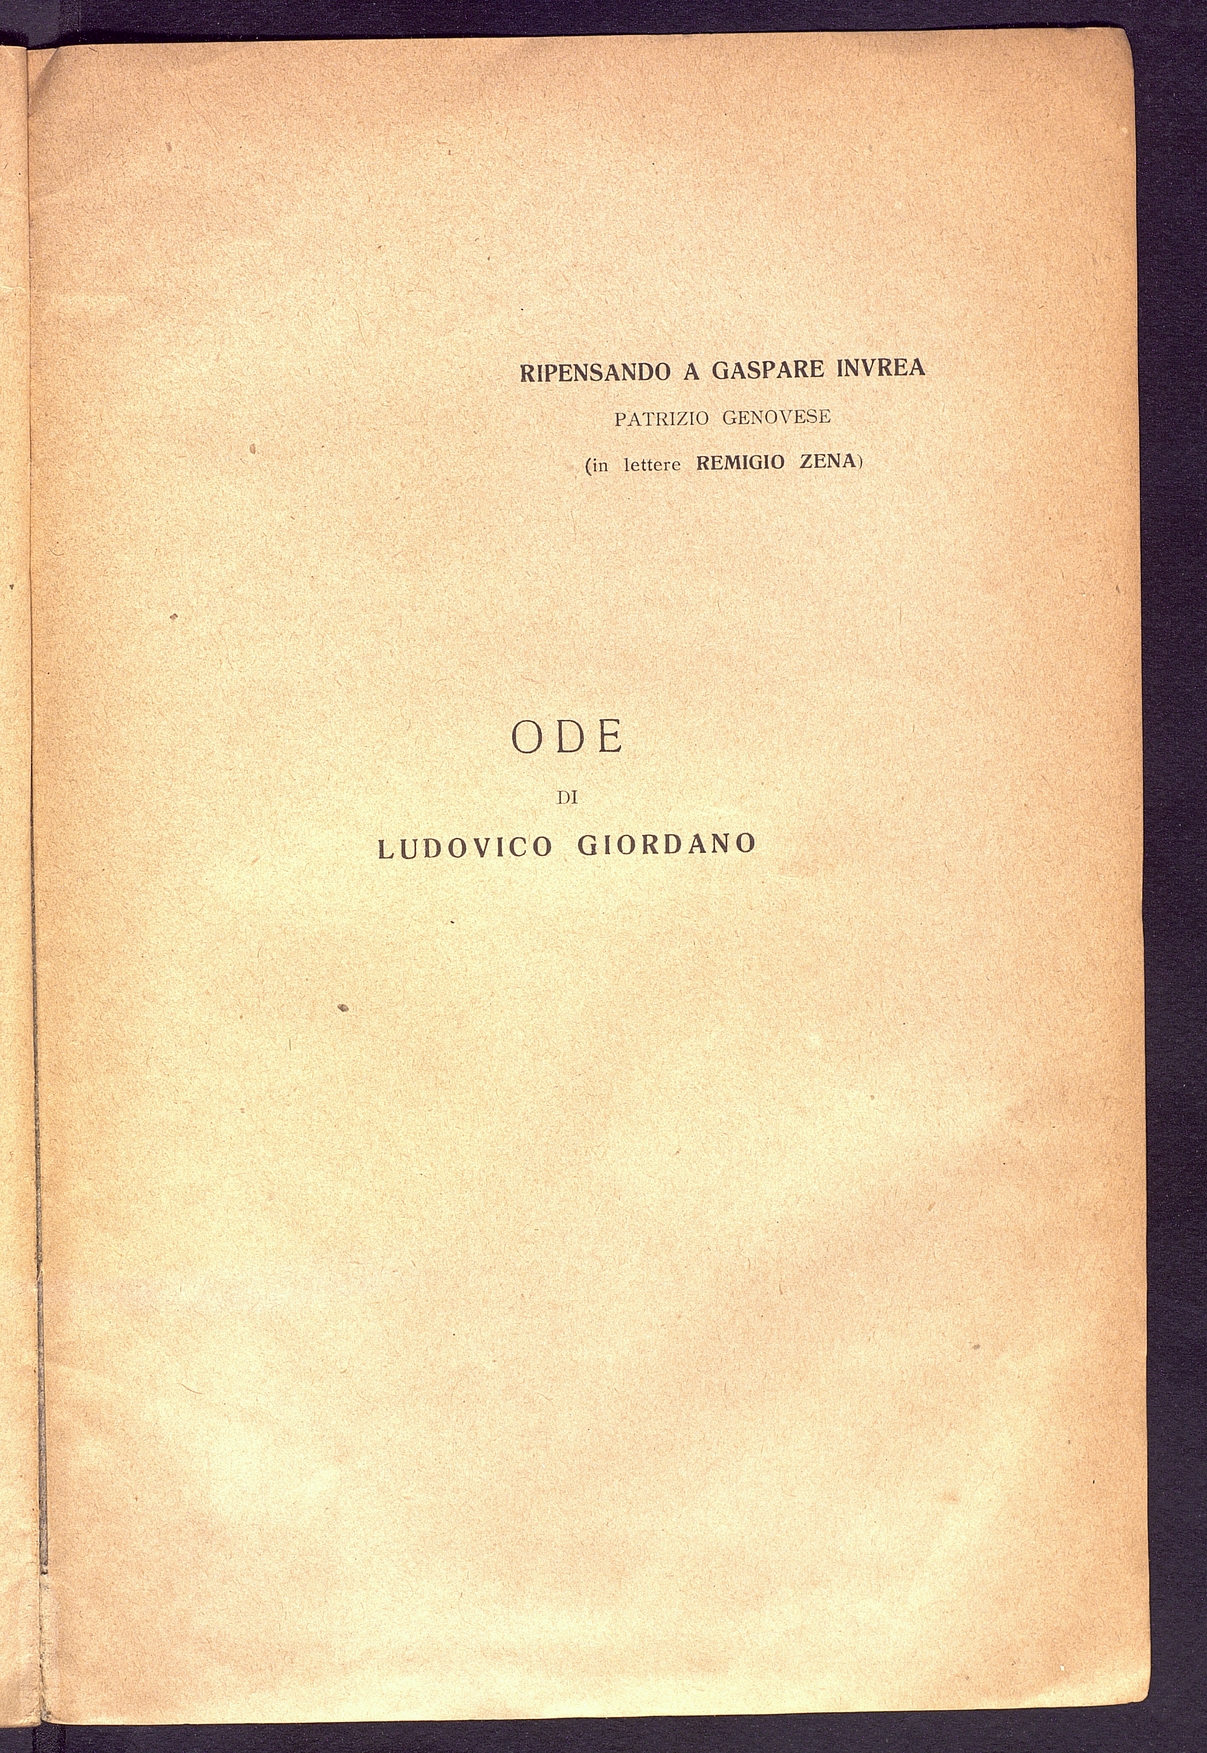 RIPENSANDO A GASPARE INVREA
PATRIZIO GENOVESE
(in lettere REMIGIO ZENA)
ODE
DI
LUDOVICO GIORDANO